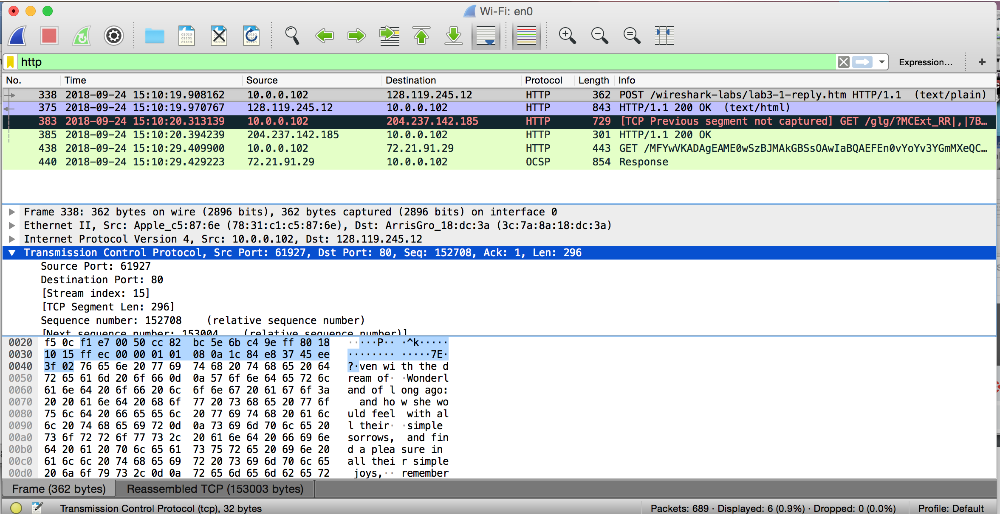 Wi-Fi: en0
http
Expression...
+
No. Time Source Destination Protocol Length Info
338 2018-09-24 15:10:19.908162 10.0.0.102 128.119.245.12 HTTP 362 POST /wireshark-labs/lab3-1-reply.htm HTTP/1.1 (text/plain)
375 2018-09-24 15:10:19.970767 128.119.245.12 10.0.0.102 HTTP 843 HTTP/1.1 200 OK (text/html)
383 2018-09-24 15:10:20.313139 10.0.0.102 204.237.142.185 HTTP 729 [TCP Previous segment not captured] GET /glg/?MCExt_RR|,|7B…
385 2018-09-24 15:10:20.394239 204.237.142.185 10.0.0.102 HTTP 301 HTTP/1.1 200 OK
438 2018-09-24 15:10:29.409900 10.0.0.102 72.21.91.29 HTTP 443 GET /MFYwVKADAgEAME0wSzBJMAkGBSsOAwIaBQAEFEn0vYoYv3YGmMXeQC…
440 2018-09-24 15:10:29.429223 72.21.91.29 10.0.0.102 OCSP 854 Response
Frame 338: 362 bytes on wire (2896 bits), 362 bytes captured (2896 bits) on interface 0
Ethernet II, Src: Apple_c5:87:6e (78:31:c1:c5:87:6e), Dst: ArrisGro_18:dc:3a (3c:7a:8a:18:dc:3a)
Internet Protocol Version 4, Src: 10.0.0.102, Dst: 128.119.245.12
Transmission Control Protocol, Src Port: 61927, Dst Port: 80, Seq: 152708, Ack: 1, Len: 296
Source Port: 61927
Destination Port: 80
[Stream index: 15]
[TCP Segment Len: 296]
Sequence number: 152708 (relative sequence number)
[Next sequence number: 153004 (relative sequence number)]
0020 f5 0c f1 e7 00 50 cc 82 bc 5e 6b c4 9e ff 80 18 ·····P·· ·^k·····
0030 10 15 ff ec 00 00 01 01 08 0a 1c 84 e8 37 45 ee ········ ·····7E·
0040 3f 02 76 65 6e 20 77 69 74 68 20 74 68 65 20 64 ?·ven wi th the d
0050 72 65 61 6d 20 6f 66 0d 0a 57 6f 6e 64 65 72 6c ream of· ·Wonderl
0060 61 6e 64 20 6f 66 20 6c 6f 6e 67 20 61 67 6f 3a and of l ong ago:
0070 20 20 61 6e 64 20 68 6f 77 20 73 68 65 20 77 6f and ho w she wo
0080 75 6c 64 20 66 65 65 6c 20 77 69 74 68 20 61 6c uld feel with al
0090 6c 20 74 68 65 69 72 0d 0a 73 69 6d 70 6c 65 20 l their· ·simple
00a0 73 6f 72 72 6f 77 73 2c 20 61 6e 64 20 66 69 6e sorrows, and fin
00b0 64 20 61 20 70 6c 65 61 73 75 72 65 20 69 6e 20 d a plea sure in
00c0 61 6c 6c 20 74 68 65 69 72 20 73 69 6d 70 6c 65 all thei r simple
00d0 20 6a 6f 79 73 2c 0d 0a 72 65 6d 65 6d 62 65 72 joys,·· remember
Frame (362 bytes) Reassembled TCP (153003 bytes)
Transmission Control Protocol (tcp), 32 bytes Packets: 689 · Displayed: 6 (0.9%) · Dropped: 0 (0.0%) Profile: Default